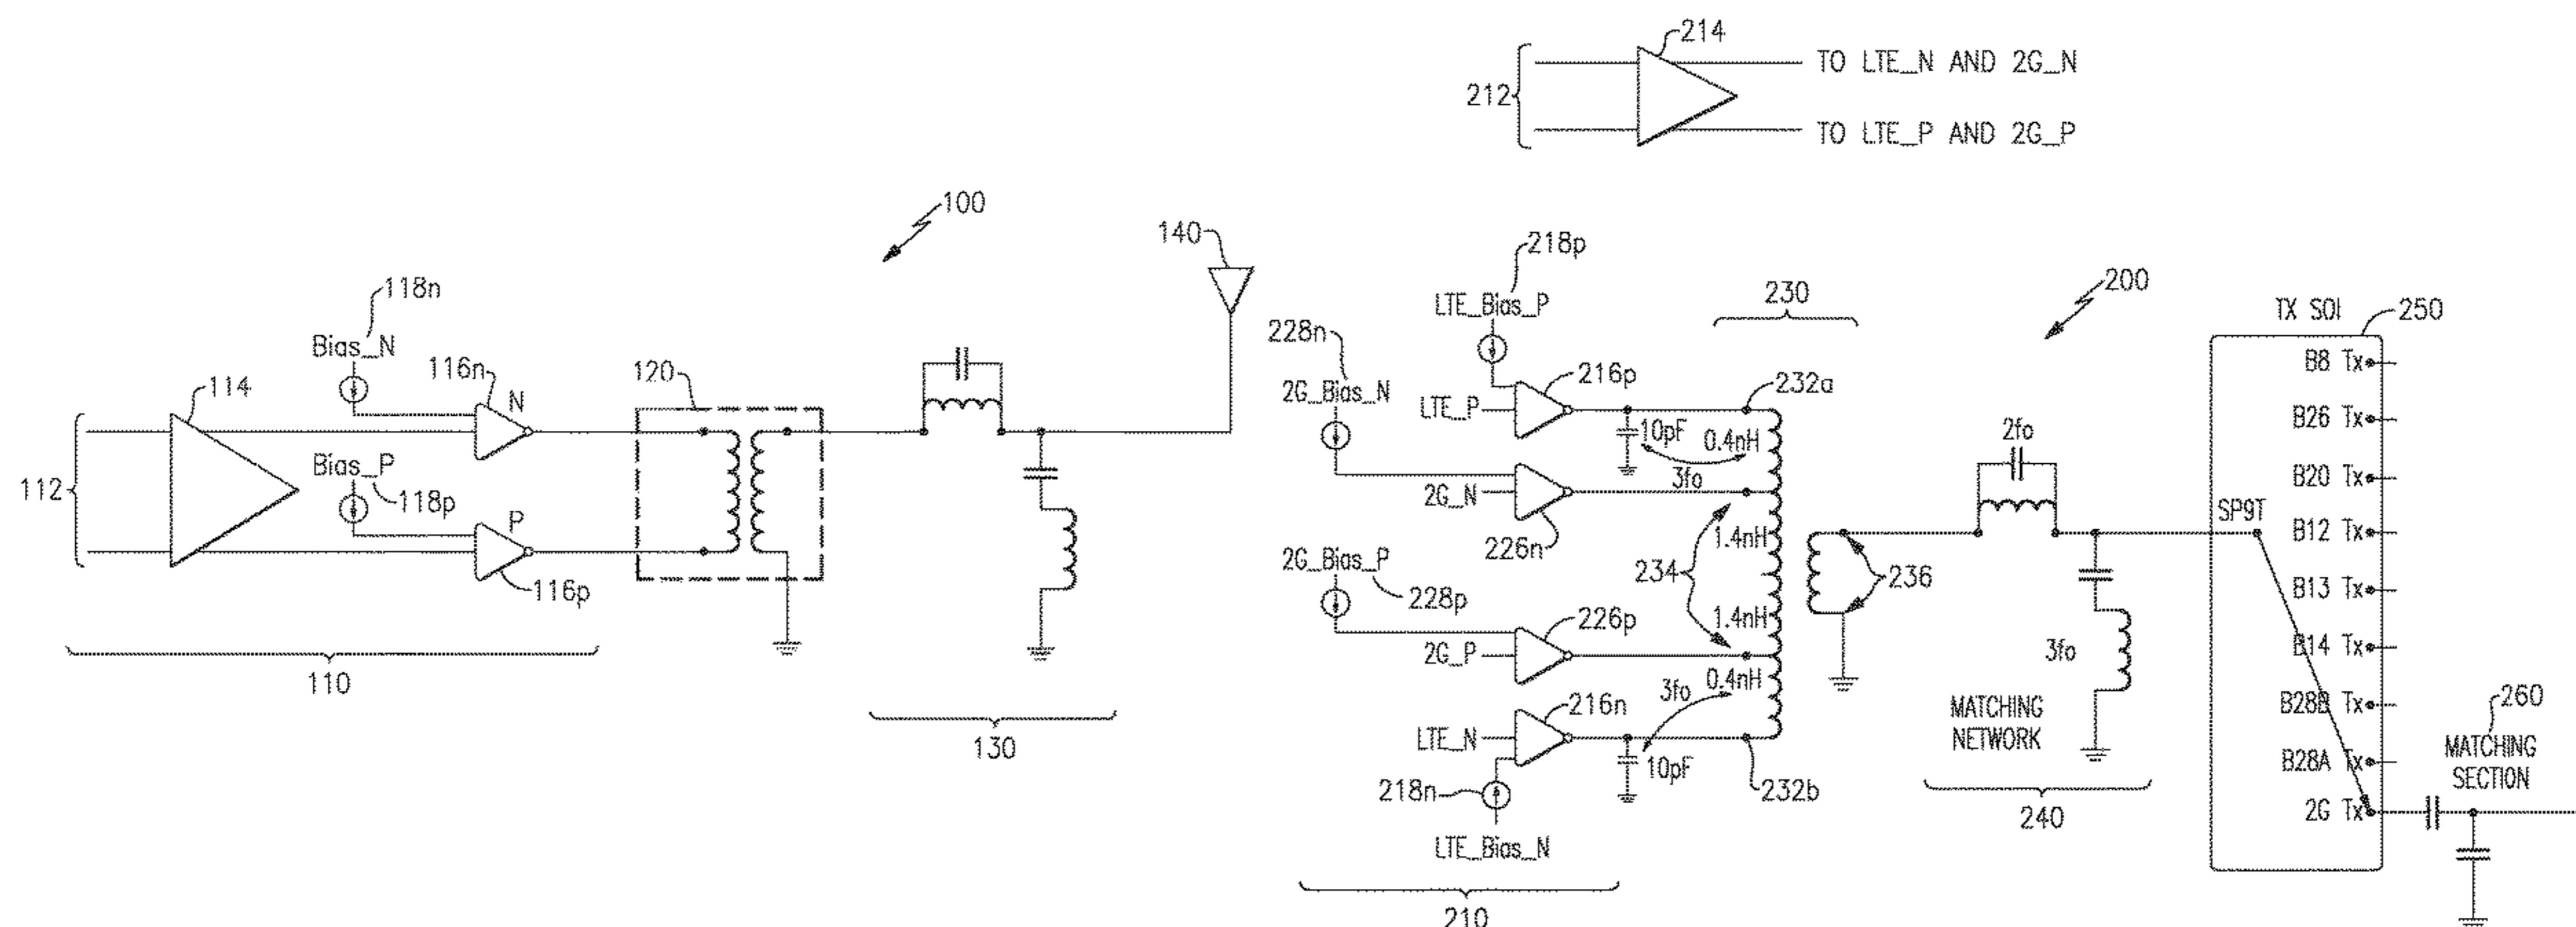 214
TO LTE_N AND 2G_N
212
TO LTE_P AND 2G_P
100
118n
Bias_N
114
116n
N
120
140
112
Bias_P
118p
P
116p
110
130
218p
LTE_Bias_P
230
200
TX SOI
250
228n
2G_Bias_N
216p
232a
LTE_P
10pF
0.4nH
3fo
2G_N
226n
1.4nH
234
2G_Bias_P
228p
1.4nH
226p
2G_P
3fo
0.4nH
216n
LTE_N
10pF
218n
232b
LTE_Bias_N
210
236
2fo
3fo
MATCHING
NETWORK
240
SP9T
B8 Tx
B26 Tx
B20 Tx
B12 Tx
B13 Tx
B14 Tx
B28B Tx
B28A Tx
2G Tx
260
MATCHING
SECTION